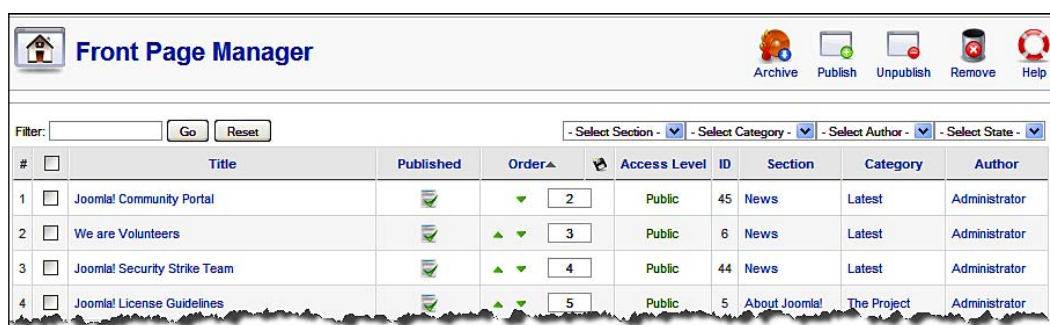 Front Page Manager
Archive Publish Unpublish Remove Help
Filter: Go Reset - Select Section - - Select Category - - Select Author - - Select State -
# Title Published Order Access Level ID Section Category Author
1 Joomla! Community Portal 2 Public 45 News Latest Administrator
2 We are Volunteers 3 Public 6 News Latest Administrator
3 Joomla! Security Strike Team 4 Public 44 News Latest Administrator
4 Joomla! License Guidelines 5 Public 5 About Joomla! The Project Administrator